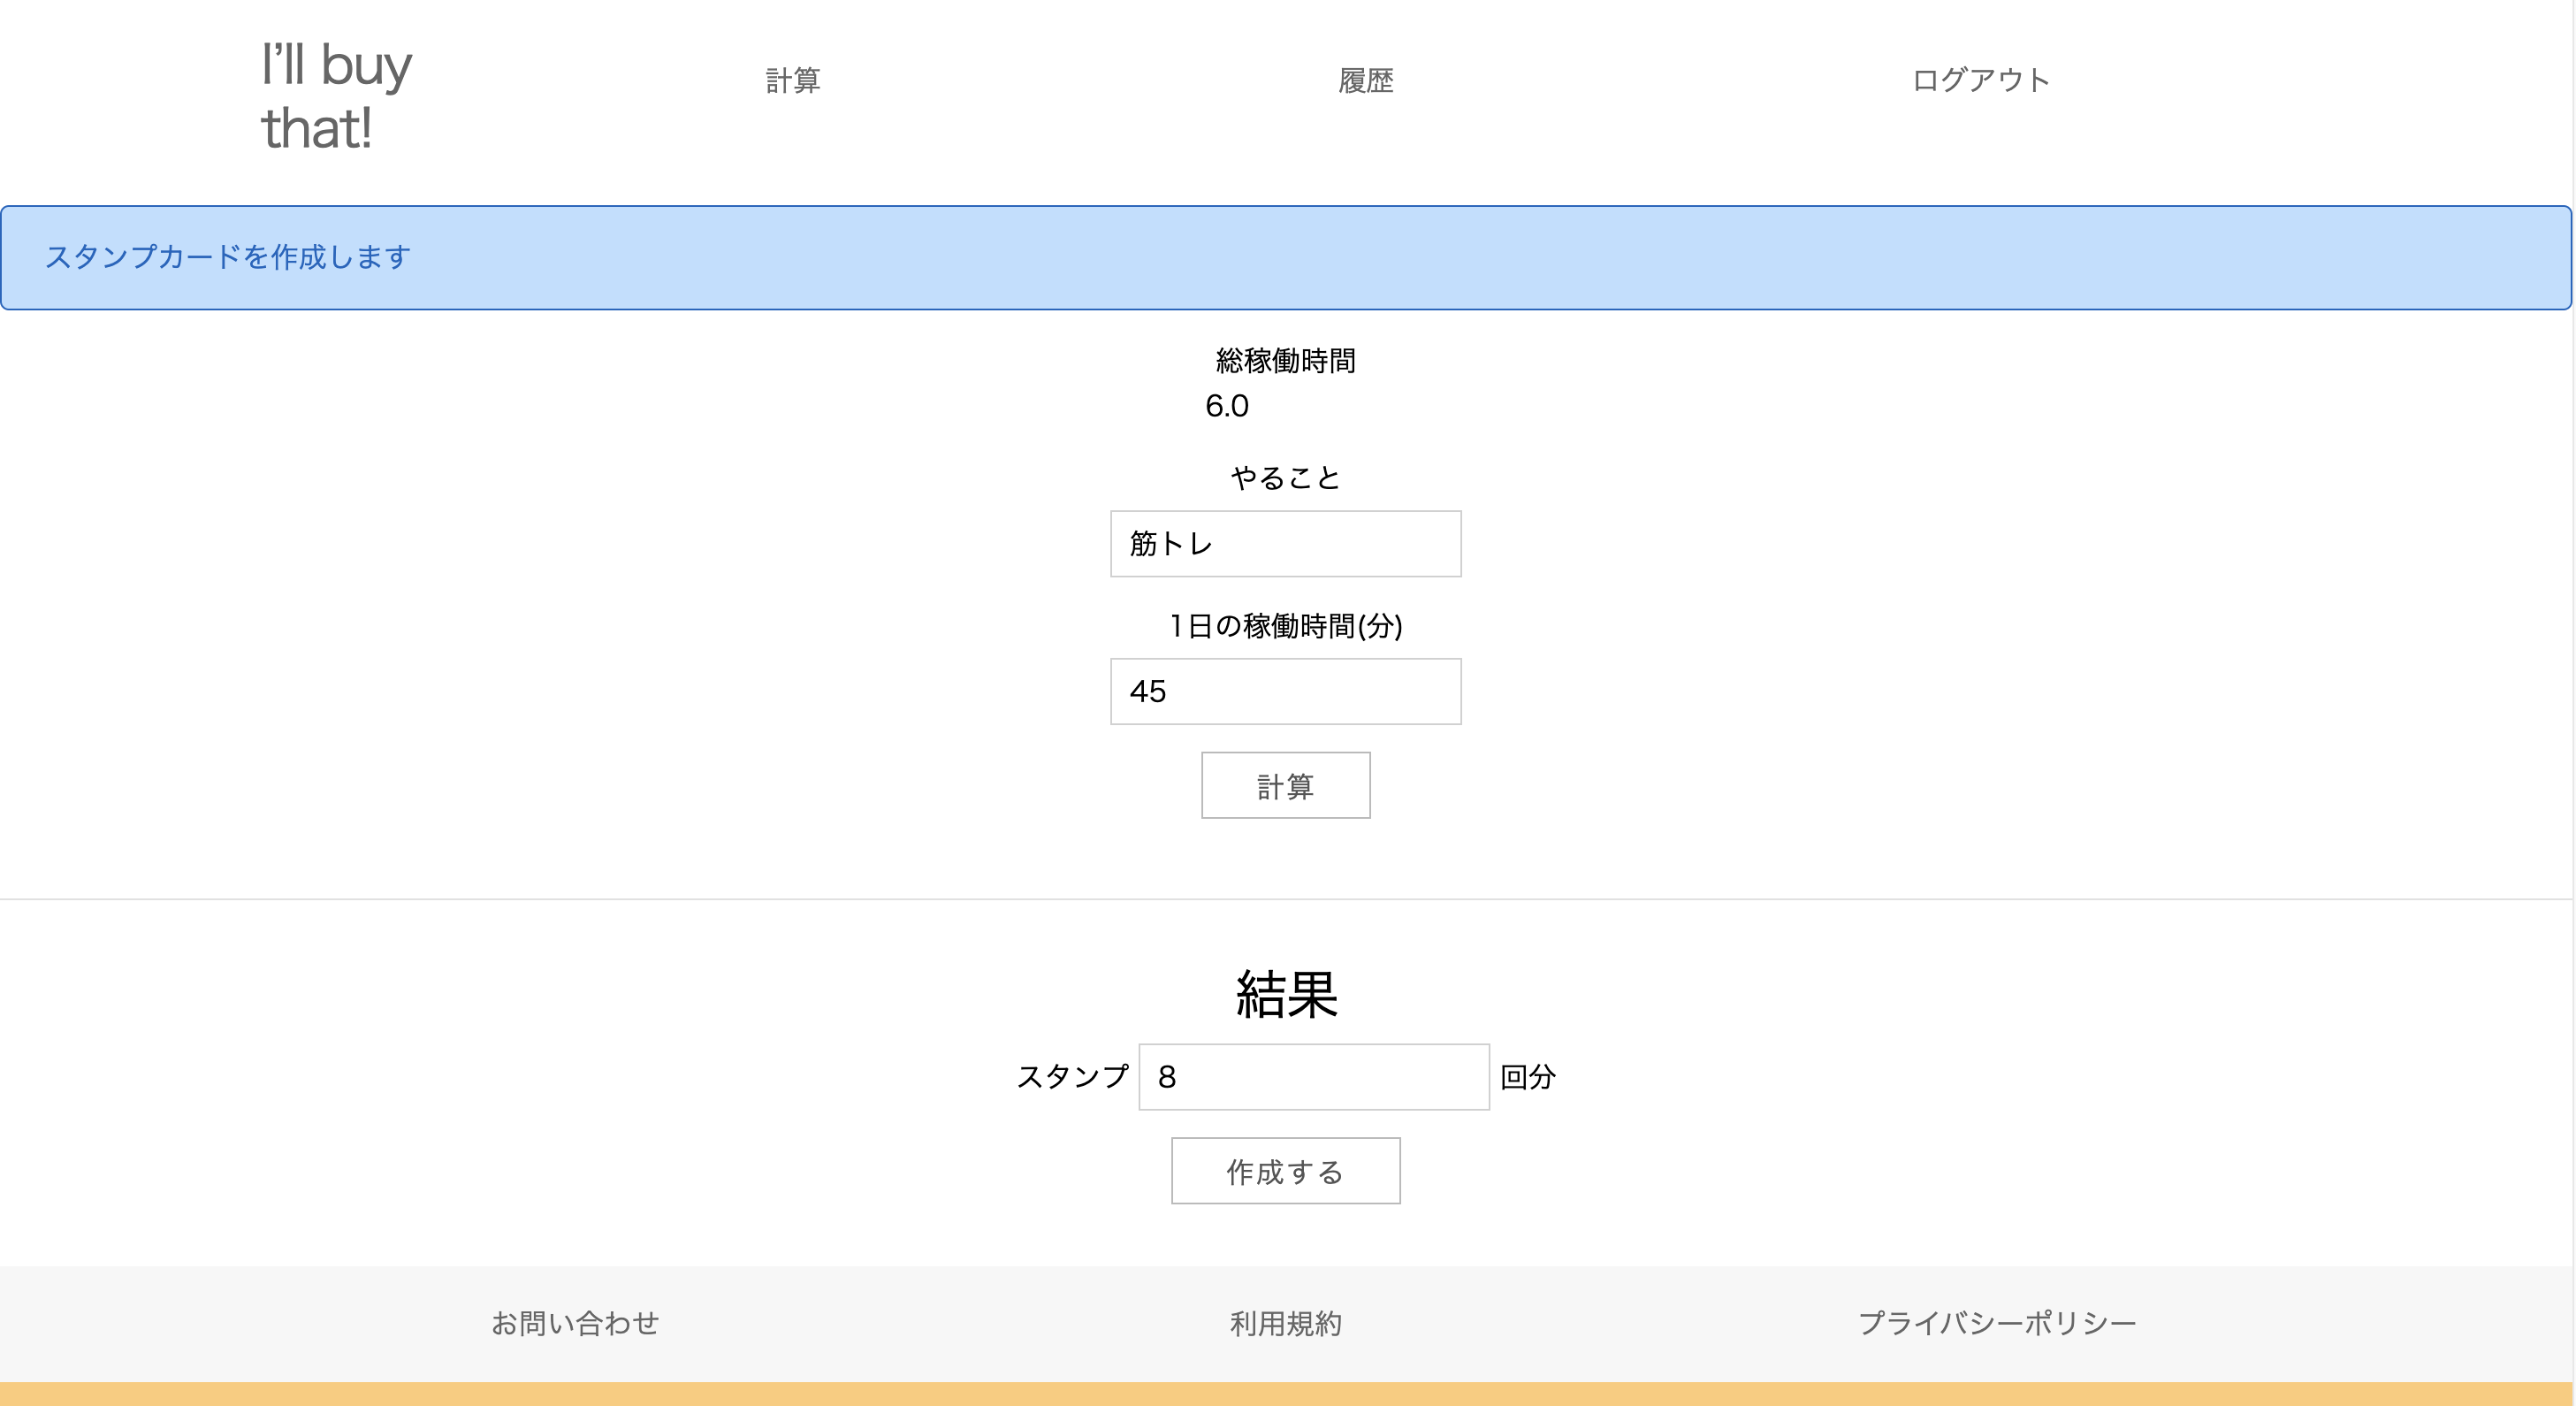 I'll buy
that!
計算
履歴
ログアウト
スタンプカードを作成します
総稼働時間
6.0
やること
筋トレ
1日の稼働時間(分)
45
計算
結果
スタンプ 8 回分
作成する
お問い合わせ
利用規約
プライバシーポリシー